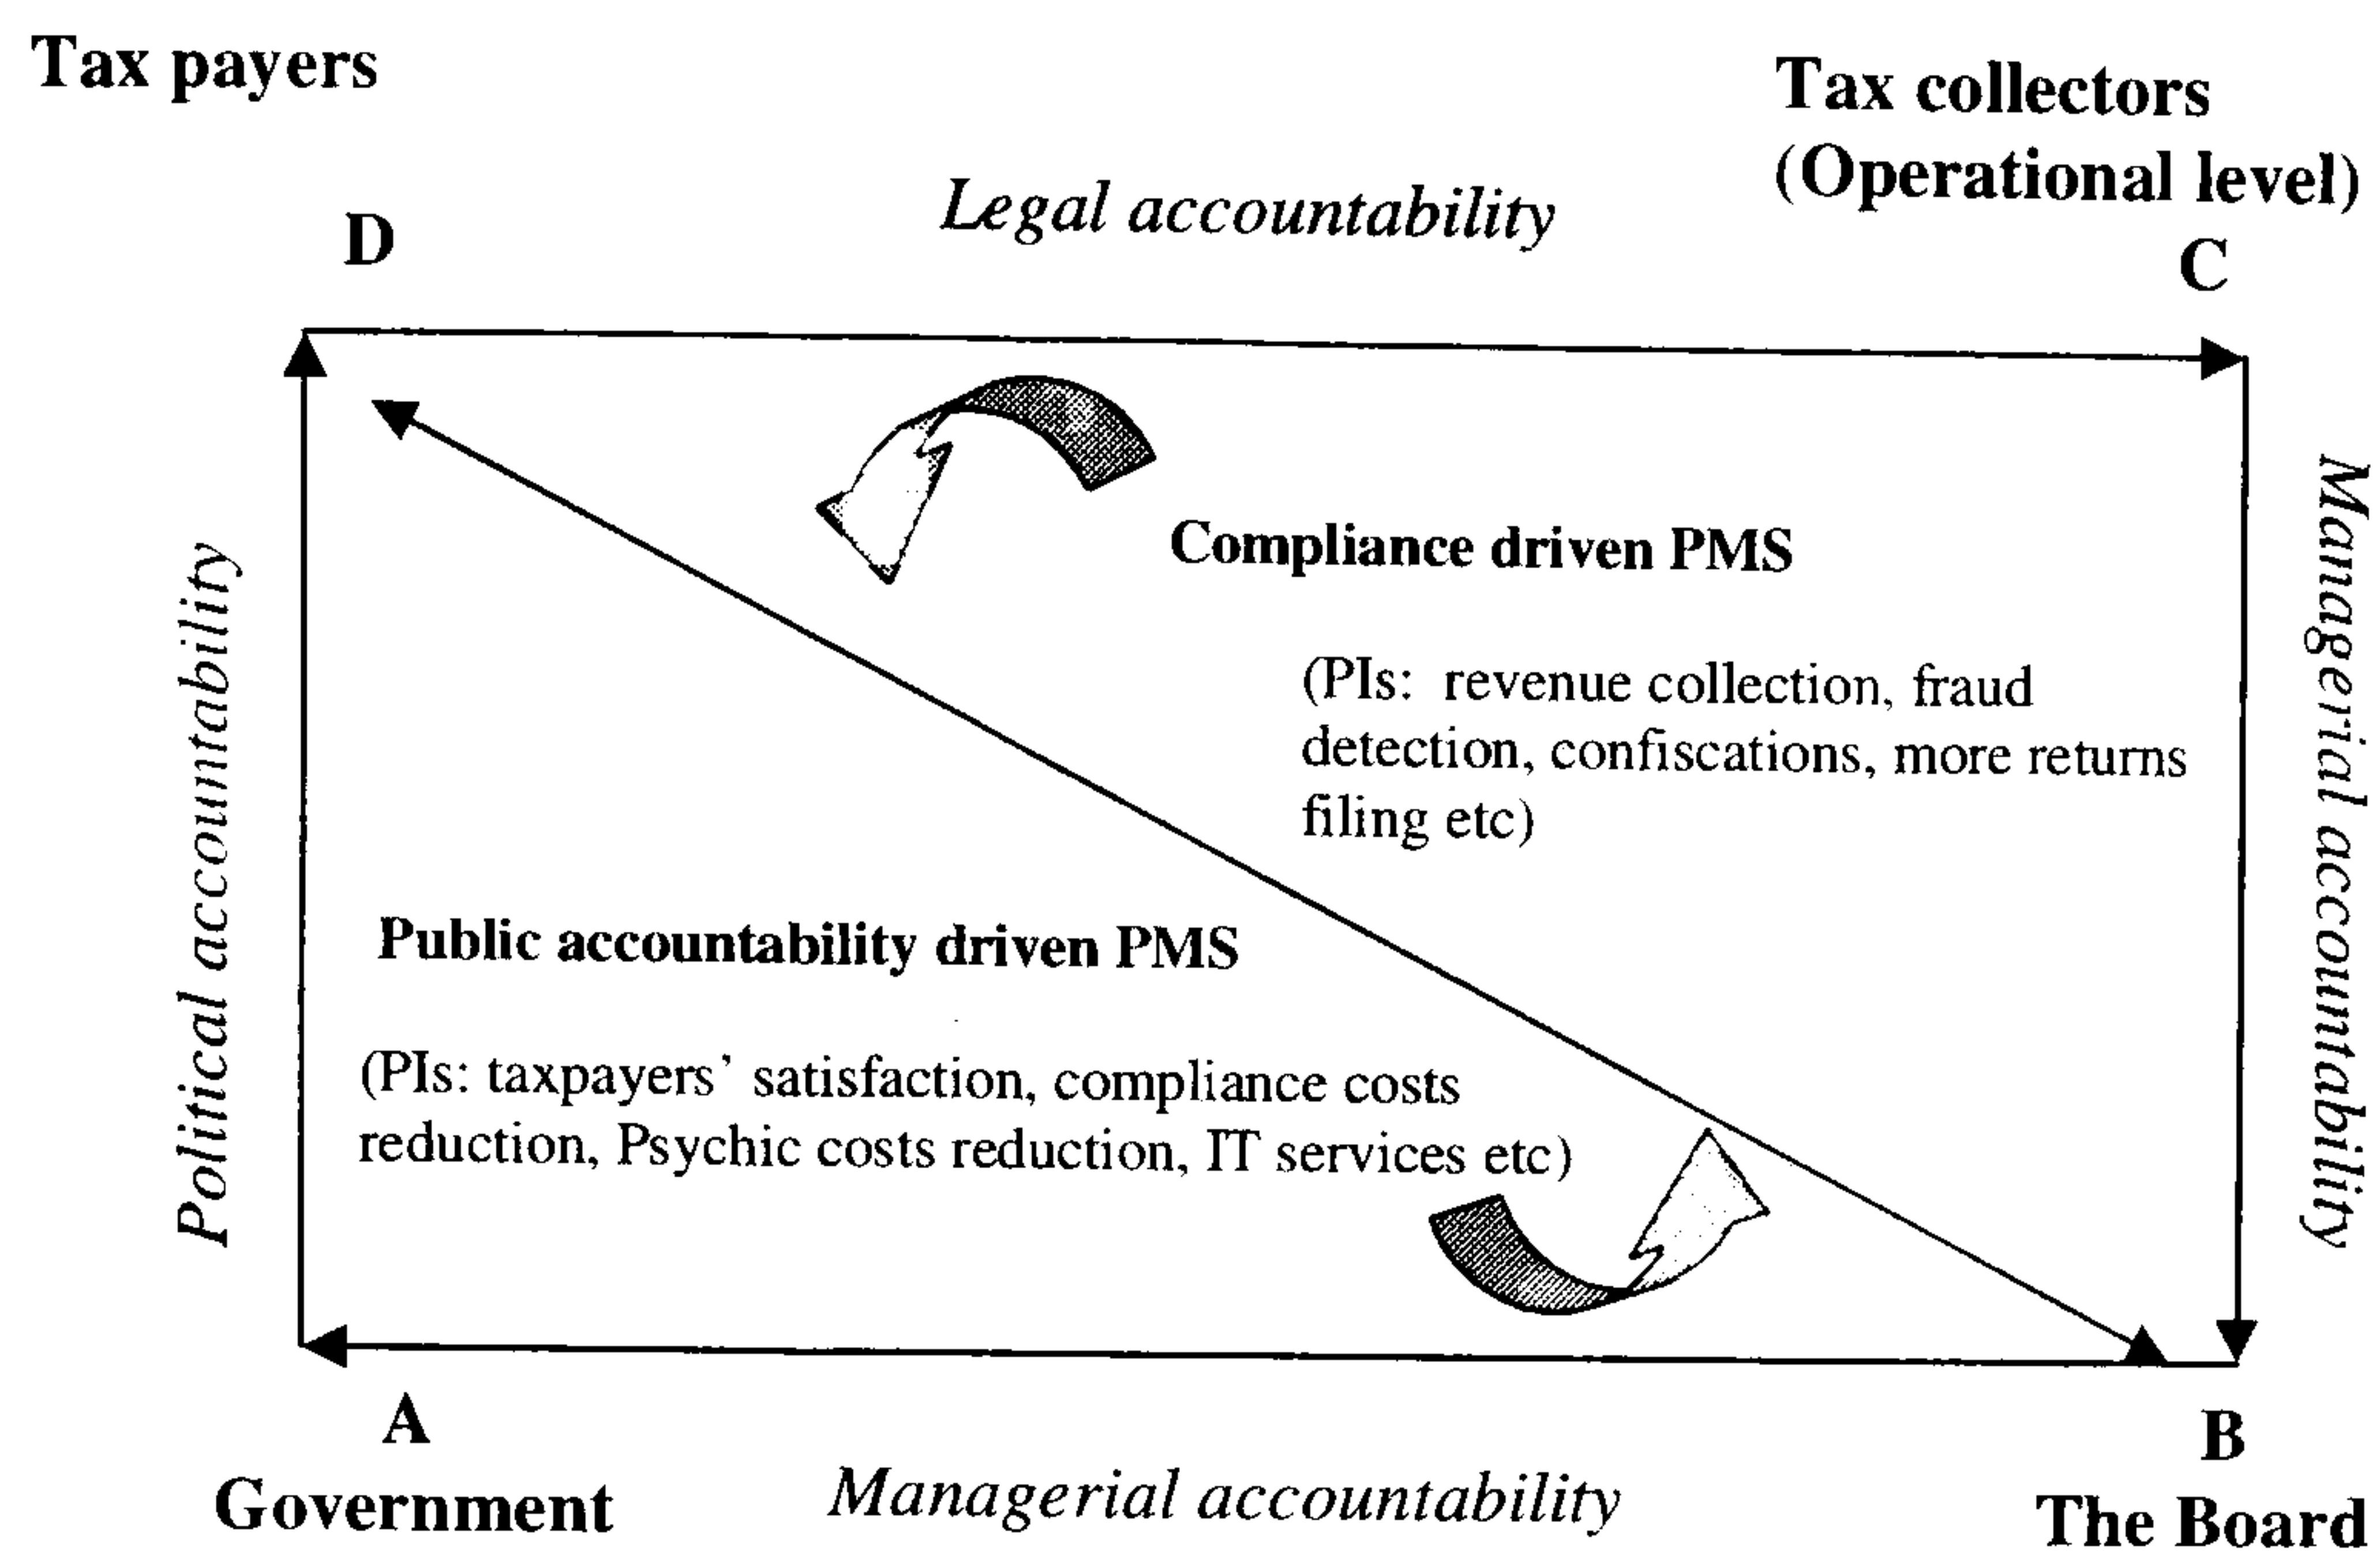 Tax payers
Tax collectors
(Operational level)
Legal accountability
D
C
Compliance driven PMS
(PIs: revenue collection, fraud
detection, confiscations, more returns
filing etc)
Political accountability
Managerial accountability
Public accountability driven PMS
(PIs: taxpayers’ satisfaction, compliance costs
reduction, Psychic costs reduction, IT services etc)
A
B
Government
Managerial accountability
The Board